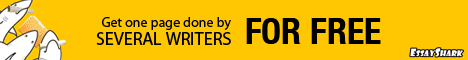 Get one page done by
SEVERAL WRITERS
FOR FREE
ESSAYSHARK